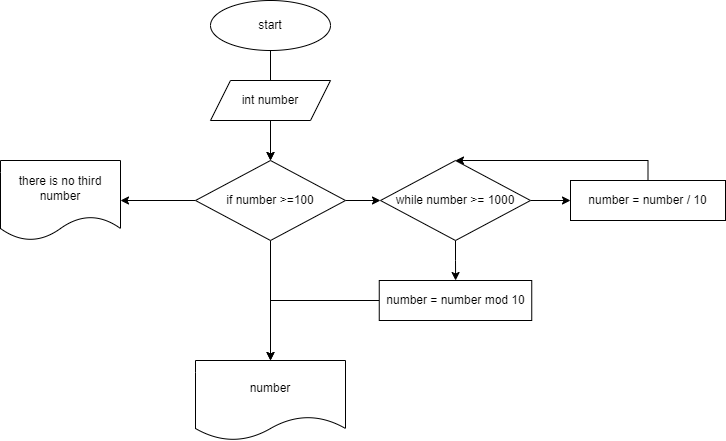 start
int number
there is no third
number
if number >=100
while number >= 1000
number = number / 10
number = number mod 10
number